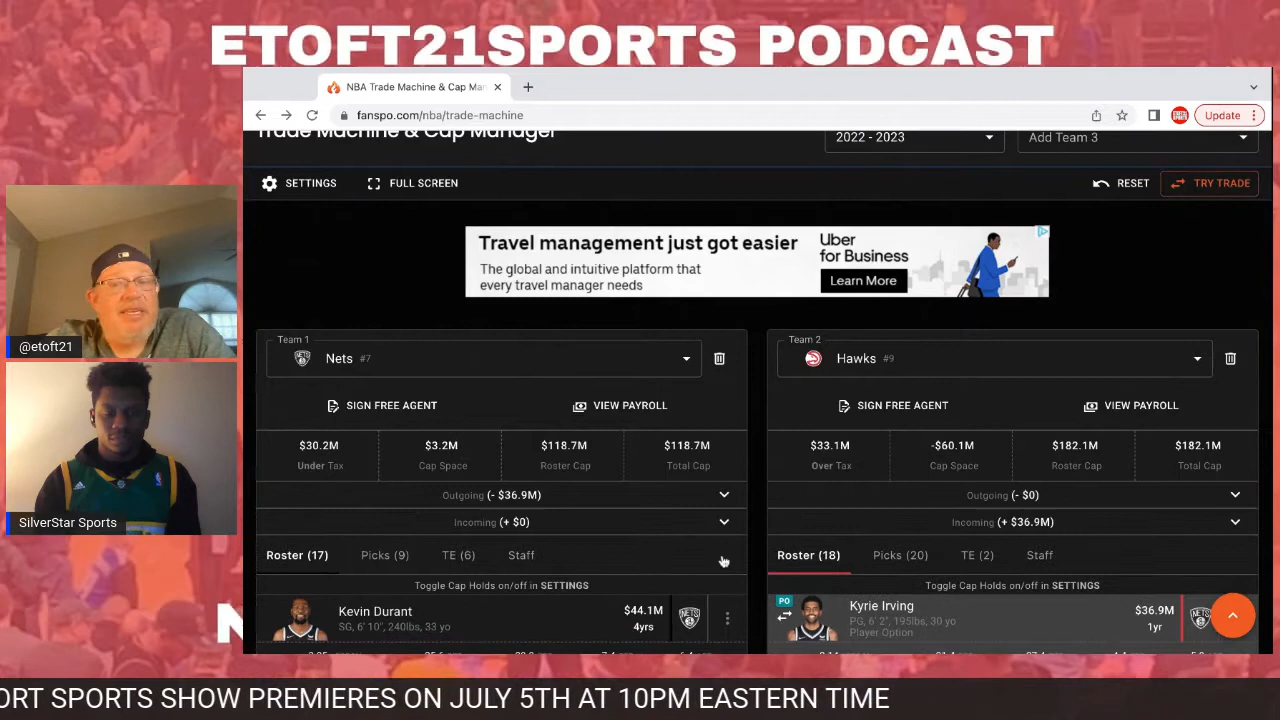 ETOFT21SPORTS PODCAST
NBA Trade Machine & Cap Man
fanspo.com/nba/trade-machine
Update
Trade Machine & Cap Manager
2022 - 2023
Add Team 3
SETTINGS
FULL SCREEN
RESET
TRY TRADE
Travel management just got easier
The global and intuitive platform that
every travel manager needs
Uber
for Business
Learn More
@etoft21
SilverStar Sports
Team 1
Nets #7
SIGN FREE AGENT
VIEW PAYROLL
$30.2M
$3.2M
$118.7M
$118.7M
Under Tax
Cap Space
Roster Cap
Total Cap
Outgoing (- $36.9M)
Incoming (+ $0)
Roster (17)
Picks (9)
TE (6)
Staff
Toggle Cap Holds on/off in SETTINGS
Kevin Durant
SG, 6' 10", 240lbs, 33 yo
$44.1M
4yrs
NETS
Team 2
Hawks #9
SIGN FREE AGENT
VIEW PAYROLL
$33.1M
-$60.1M
$182.1M
$182.1M
Over Tax
Cap Space
Roster Cap
Total Cap
Outgoing (- $0)
Incoming (+ $36.9M)
Roster (18)
Picks (20)
TE (2)
Staff
Toggle Cap Holds on/off in SETTINGS
PO
Kyrie Irving
PG, 6' 2", 195lbs, 30 yo
Player Option
$36.9M
1yr
NETS
N
ORT SPORTS SHOW PREMIERES ON JULY 5TH AT 10PM EASTERN TIME